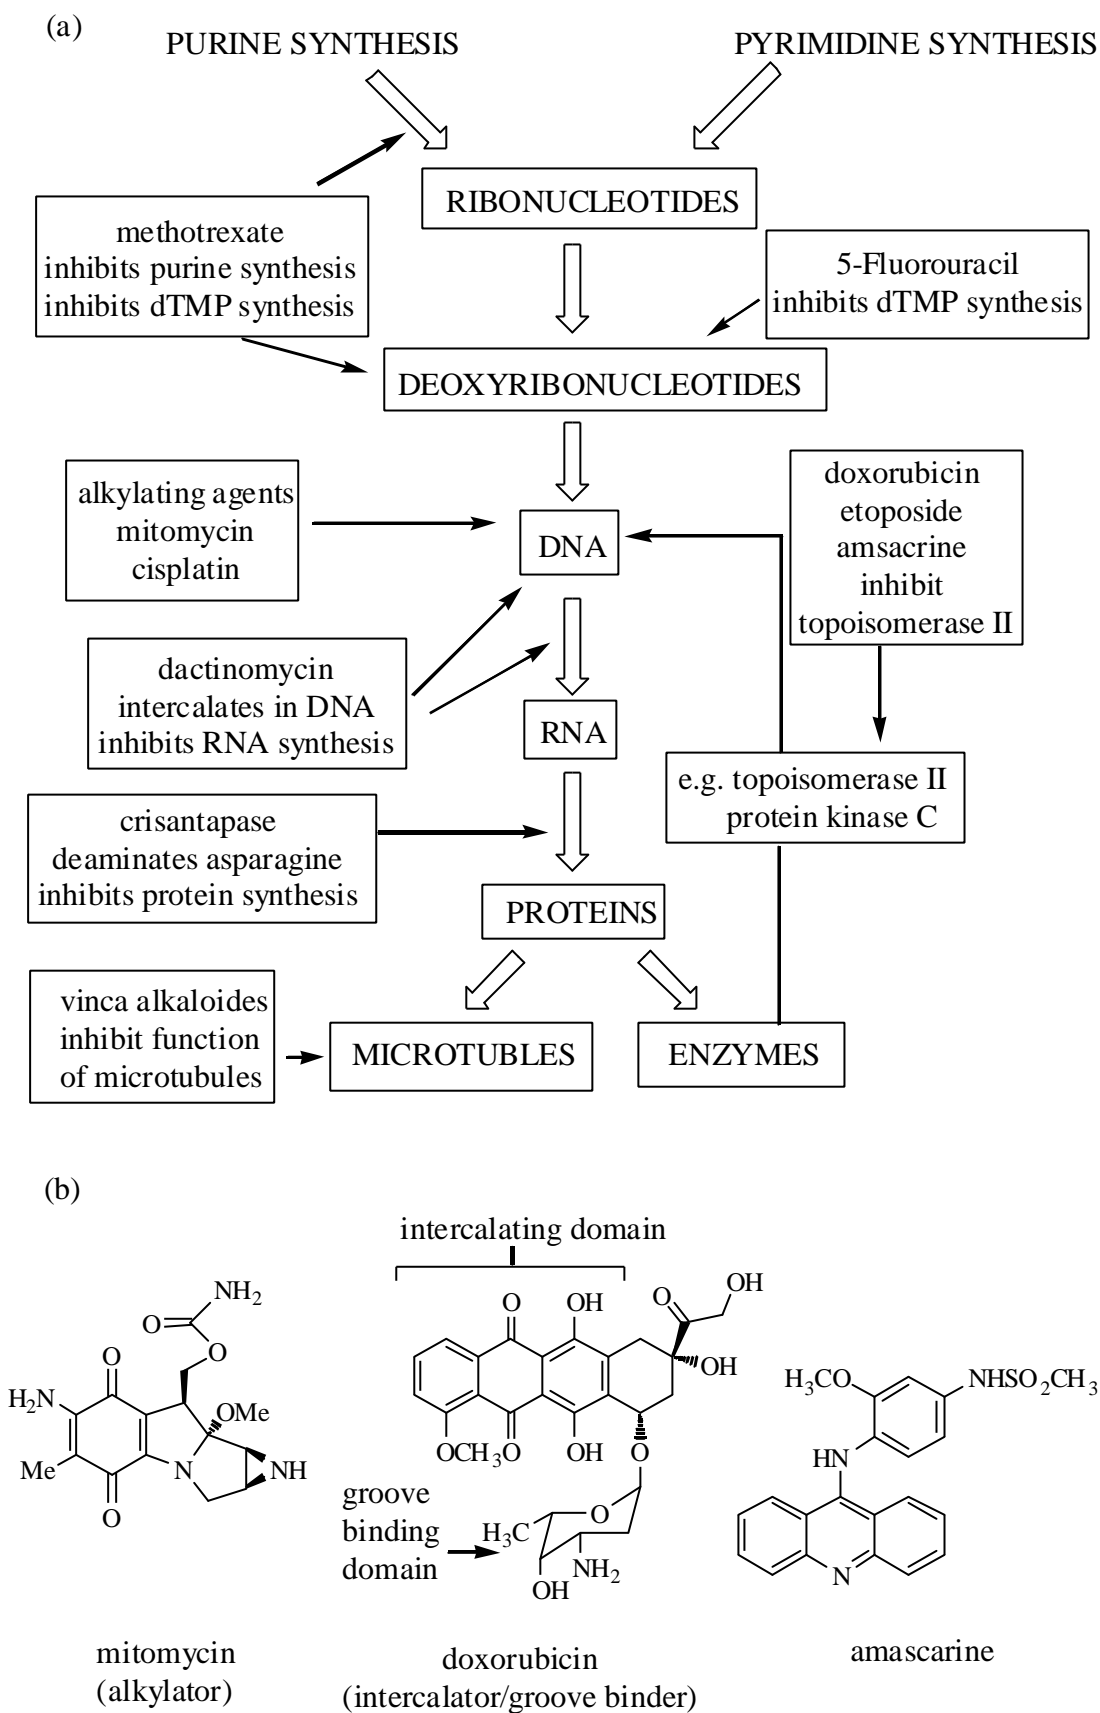 (a)
PURINE SYNTHESIS
PYRIMIDINE SYNTHESIS
RIBONUCLEOTIDES
methotrexate
inhibits purine synthesis
inhibits dTMP synthesis
5-Fluorouracil
inhibits dTMP synthesis
DEOXYRIBONUCLEOTIDES
alkylating agents
mitomycin
cisplatin
DNA
doxorubicin
etoposide
amsacrine
inhibit
topoisomerase II
dactinomycin
intercalates in DNA
inhibits RNA synthesis
RNA
e.g. topoisomerase II
protein kinase C
crisantapase
deaminates asparagine
inhibits protein synthesis
PROTEINS
vinca alkaloides
inhibit function
of microtubules
MICROTUBLES
ENZYMES
(b)
intercalating domain
NH2
O
O
O
H2N
OMe
Me
N
NH
O
O
OH
O
OH
OH
OCH3
O
OH
O
O
H3C
NH2
OH
groove
binding
domain
H3CO
NHSO2CH3
HN
N
mitomycin
(alkylator)
doxorubicin
(intercalator/groove binder)
amascarine